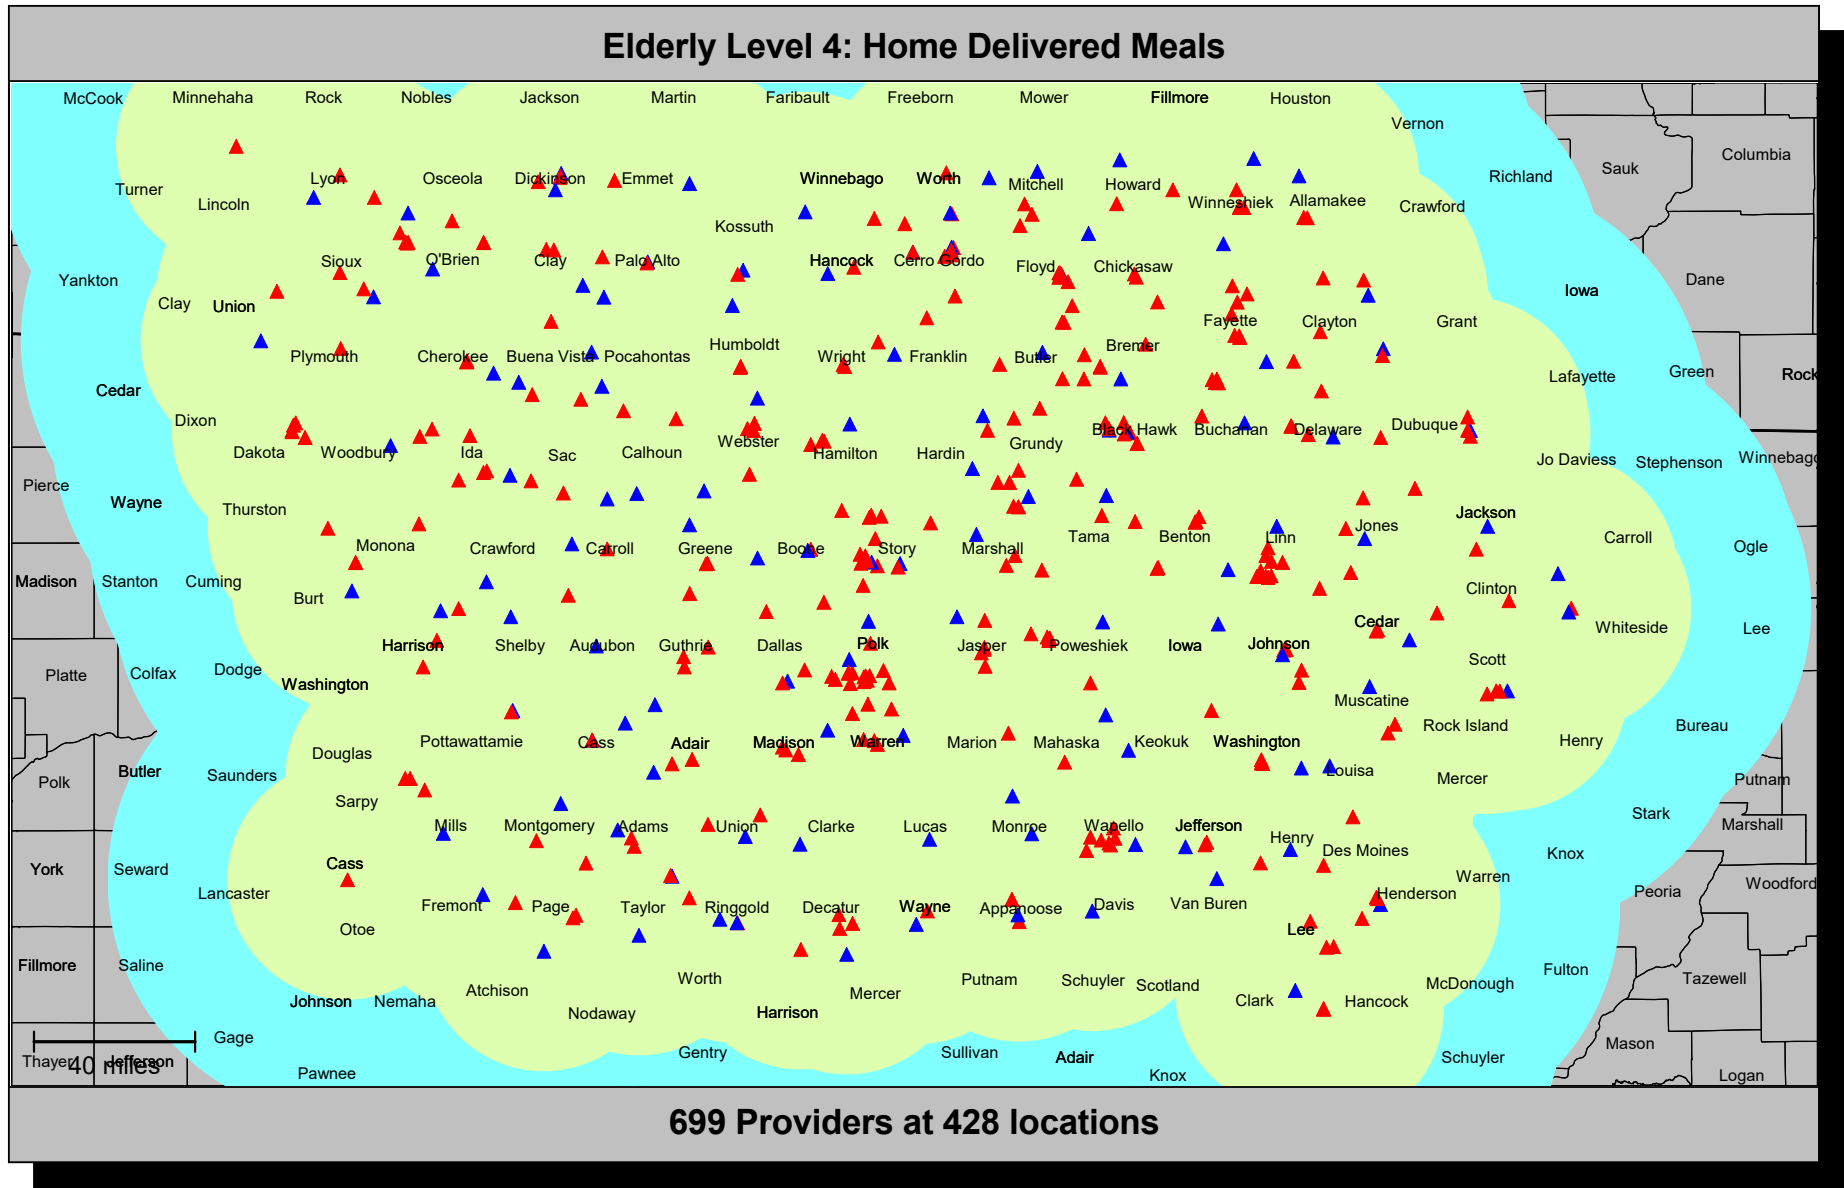 Elderly Level 4: Home Delivered Meals
McCook Minnehaha Rock Nobles Jackson Martin Faribault Freeborn Mower Fillmore Houston
Vernon
Columbia
Sauk
Turner Lyon Osceola Dickinson Emmet Winnebago Worth Mitchell Howard Richland
Lincoln Kossuth Winneshiek Allamakee Crawford
Yankton Sioux O'Brien Clay Palo Alto Hancock Cerro Gordo Floyd Chickasaw Dane
Clay Union Iowa
Fayette Clayton Grant
Plymouth Cherokee Buena Vista Pocahontas Humboldt Wright Franklin Butler Bremer
Cedar Lafayette Green Rock
Dixon Webster Black Hawk Buchanan Delaware Dubuque
Dakota Woodbury Ida Sac Calhoun Hamilton Hardin Grundy Jo Daviess Stephenson Winnebago
Pierce
Wayne Thurston Jackson
Monona Crawford Carroll Greene Boone Story Marshall Tama Benton Linn Jones Carroll Ogle
Madison Stanton Cuming Burt Clinton
Harrison Shelby Audubon Guthrie Dallas Polk Jasper Poweshiek Iowa Johnson Cedar Whiteside Lee
Platte Colfax Dodge Washington Scott
Muscatine Rock Island Bureau
Douglas Pottawattamie Cass Adair Madison Warren Marion Mahaska Keokuk Washington Henry
Polk Butler Saunders Louisa Mercer Putnam
Sarpy Stark
Mills Montgomery Adams Union Clarke Lucas Monroe Wapello Jefferson Henry Marshall
York Seward Cass Des Moines Knox
Lancaster Warren Peoria Woodford
Fremont Page Taylor Ringgold Decatur Wayne Appanoose Davis Van Buren Henderson
Otoe Lee
Fillmore Saline Worth Putnam Schuyler Scotland McDonough Fulton Tazewell
Johnson Nemaha Atchison Nodaway Harrison Mercer Clark Hancock
Gage Gentry Sullivan Adair Schuyler Mason
Thayer Jefferson
40 miles
Pawnee Knox Logan
699 Providers at 428 locations